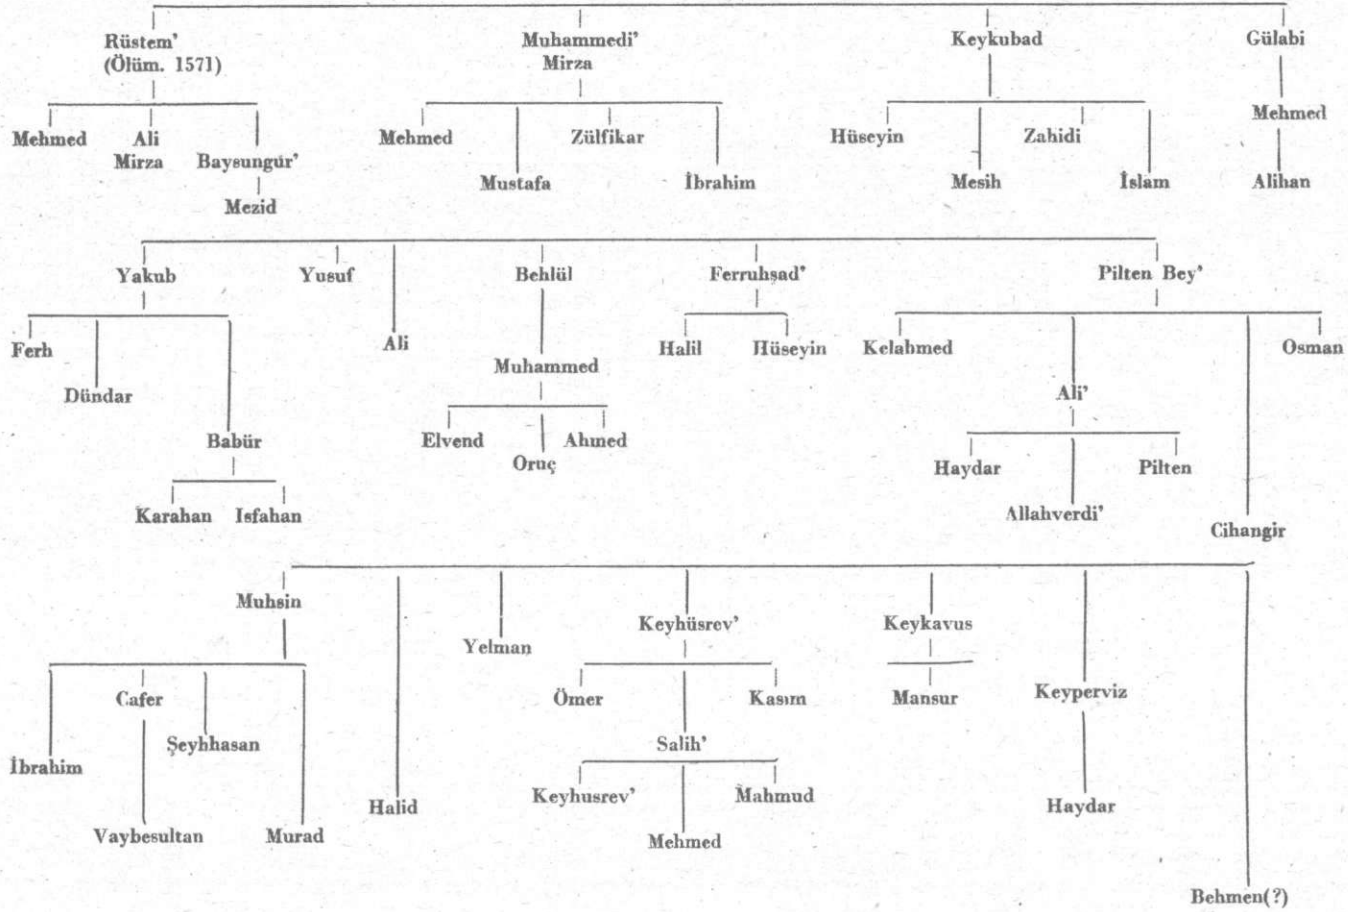 Rüstem' Muhammedi' Keykubad Gülabi
(Ölüm. 1571) Mirza
Mehmed Ali Baysungur' Mehmed Zülfikar Hüseyin Zahidi Mehmed
Mirza
Mezid Mustafa İbrahim Mesih İslam Alihan
Yakub Yusuf Behlül Ferruhşad' Pilten Bey'
Ferh Ali Halil Hüseyin Kelahmed Osman
Dündar Muhammed Ali'
Babür Elvend Ahmed Haydar Pilten
Oruç
Karahan Isfahan Allahverdi' Cihangir
Muhsin Keyhüsrev' Keykavus
Yelman
Cafer Ömer Kasım Mansur Keyperviz
İbrahim Şeyhhasan Salih'
Halid Keyhusrev' Mahmud Haydar
Vaybesultan Murad Mehmed
Behmen(?)